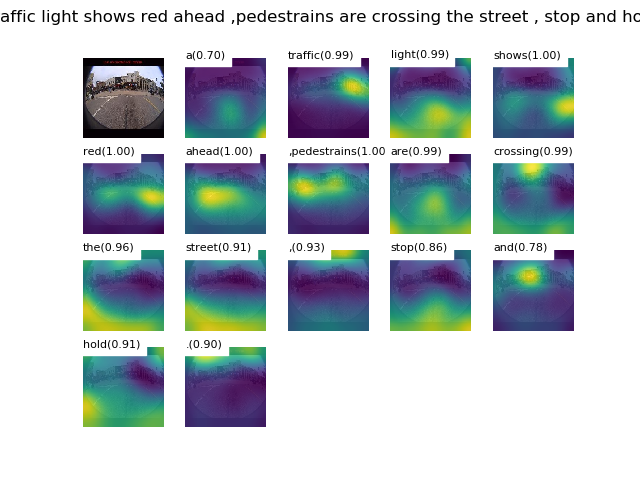 affic light shows red ahead ,pedestrains are crossing the street , stop and ho
a(0.70)
traffic(0.99)
light(0.99)
shows(1.00)
red(1.00)
ahead(1.00)
,pedestrains(1.00
are(0.99)
crossing(0.99)
the(0.96)
street(0.91)
,(0.93)
stop(0.86)
and(0.78)
hold(0.91)
.(0.90)